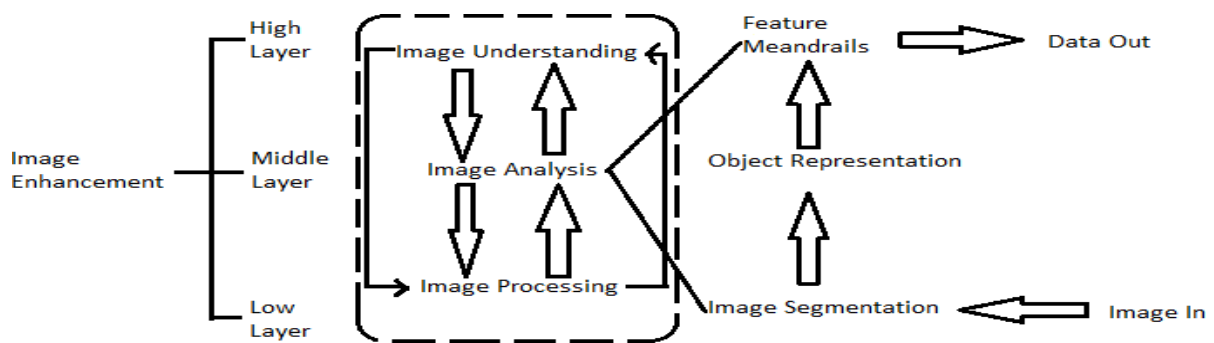 Image
Enhancement
High
Layer
Middle
Layer
Low
Layer
Image Understanding
Image Analysis
Image Processing
Feature
Meandrails
Object Representation
Image Segmentation
Data Out
Image In